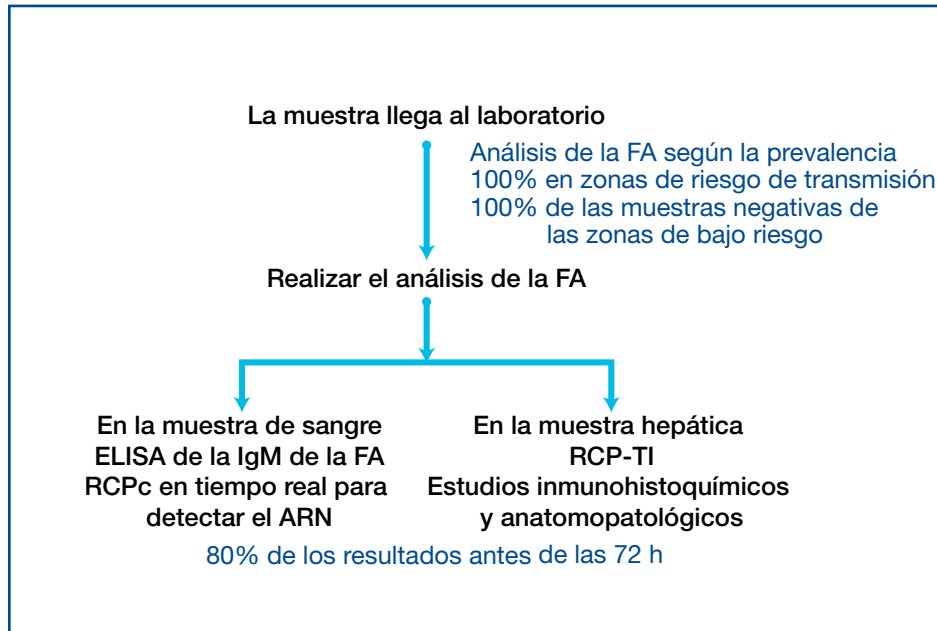 La muestra llega al laboratorio
Análisis de la FA según la prevalencia
100% en zonas de riesgo de transmisión
100% de las muestras negativas de
las zonas de bajo riesgo
Realizar el análisis de la FA
En la muestra de sangre
ELISA de la IgM de la FA
RCPc en tiempo real para
detectar el ARN
En la muestra hepática
RCP-TI
Estudios inmunohistoquímicos
y anatomopatológicos
80% de los resultados antes de las 72 h